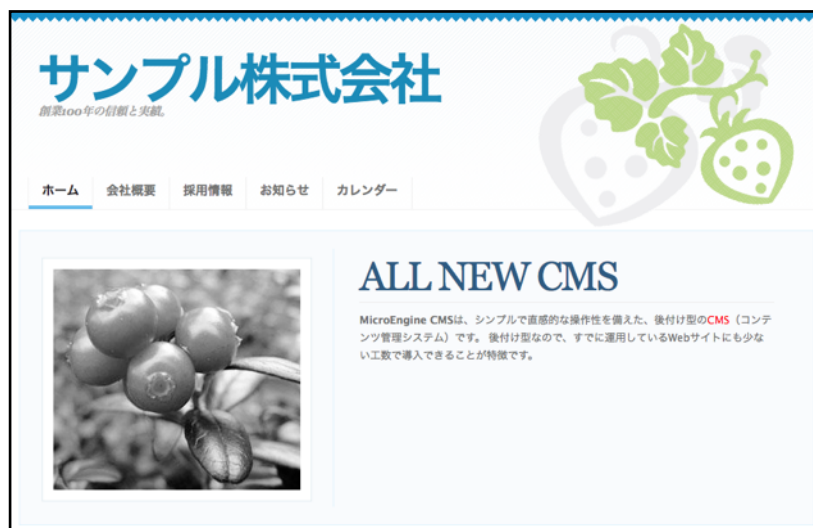 サンプル株式会社
創業100年の信頼と実績。
ホーム 会社概要 採用情報 お知らせ カレンダー
ALL NEW CMS
MicroEngine CMSは、シンプルで直感的な操作性を備えた、後付け型のCMS（コンテ
ンツ管理システム）です。 後付け型なので、すでに運用しているWebサイトにも少な
い工数で導入できることが特徴です。